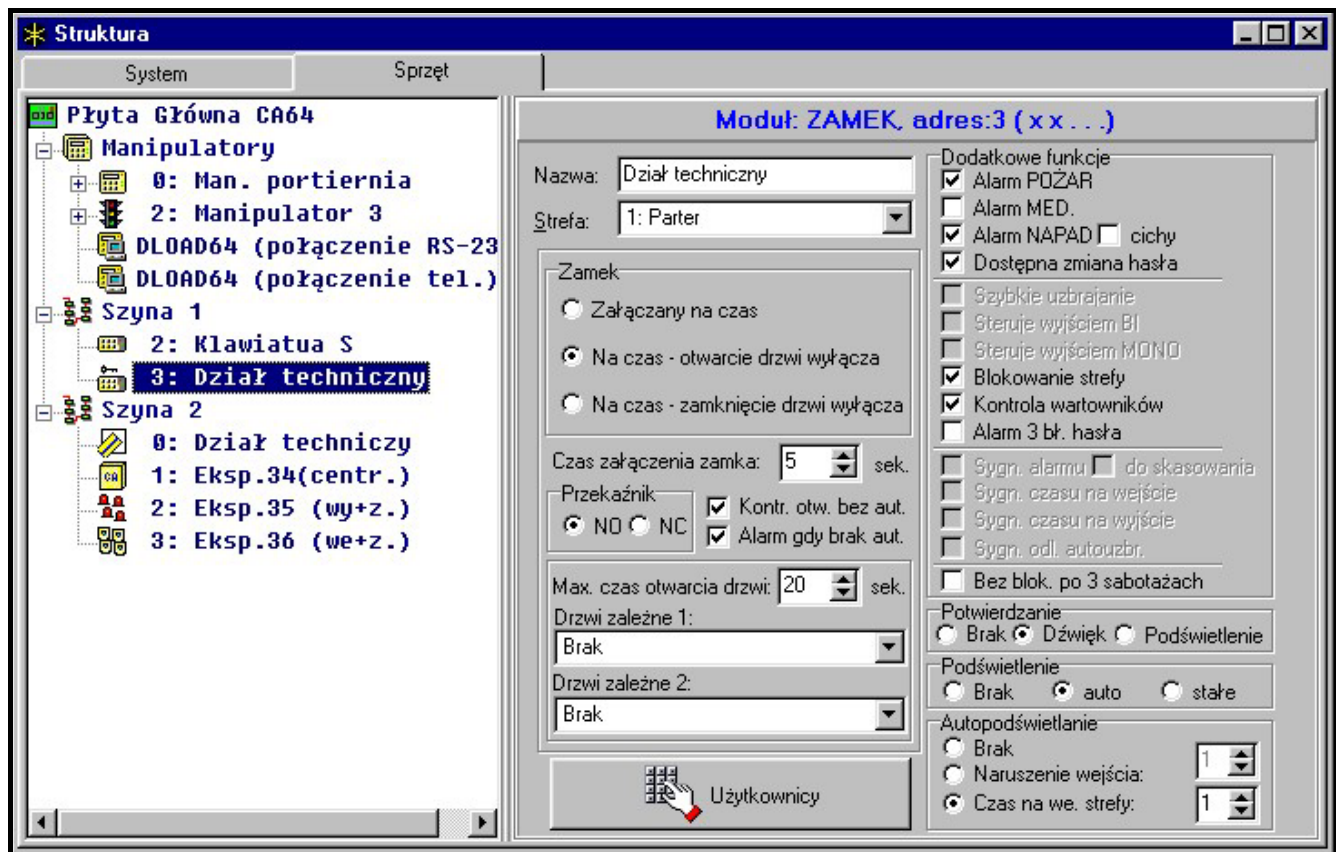 Struktura
System
Sprzęt
Płyta Główna CA64
Manipulatory
0: Man. portiernia
2: Manipulator 3
DLOAD64 (połączenie RS-23
DLOAD64 (połączenie tel.)
Szyna 1
2: Klawiatua S
3: Dział techniczny
Szyna 2
0: Dział techniczy
1: Eksp.34(centr.)
2: Eksp.35 (wy+z.)
3: Eksp.36 (we+z.)
Moduł: ZAMEK, adres:3 ( x x . . .)
Nazwa: Dział techniczny
Strefa: 1: Parter
Zamek
Załączany na czas
Na czas - otwarcie drzwi wyłącza
Na czas - zamknięcie drzwi wyłącza
Czas załączenia zamka: 5 sek.
Przekaźnik
NO NC
Kontr. otw. bez aut.
Alarm gdy brak aut.
Max. czas otwarcia drzwi: 20 sek.
Drzwi zależne 1:
Brak
Drzwi zależne 2:
Brak
Użytkownicy
Dodatkowe funkcje
Alarm POŻAR
Alarm MED.
Alarm NAPAD cichy
Dostępna zmiana hasła
Szybkie uzbrajanie
Steruje wyjściem BI
Steruje wyjściem MONO
Blokowanie strefy
Kontrola wartowników
Alarm 3 bł. hasła
Sygn. alarmu do skasowania
Sygn. czasu na wejście
Sygn. czasu na wyjście
Sygn. odl. autouzbr.
Bez blok. po 3 sabotażach
Potwierdzanie
Brak Dźwięk Podświetlenie
Podświetlenie
Brak auto stałe
Autopodświetlanie
Brak
Naruszenie wejścia: 1
Czas na we. strefy: 1